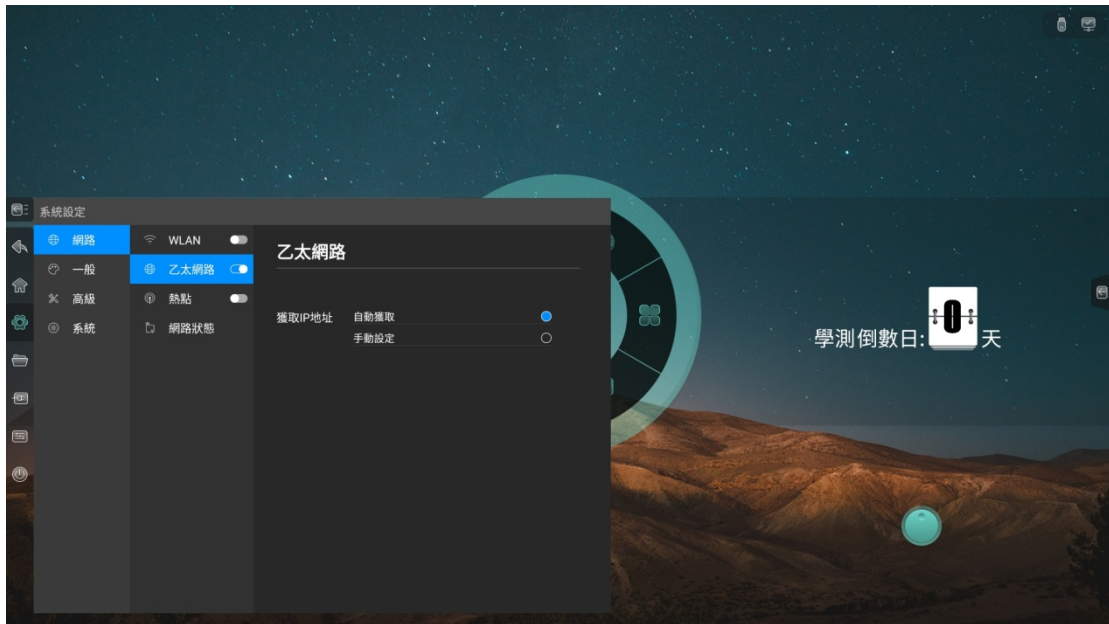 系統設定
網路
一般
高級
系統
WLAN
乙太網路
熱點
網路狀態
乙太網路
獲取IP地址 自動獲取
手動設定
學測倒數日: 0 天